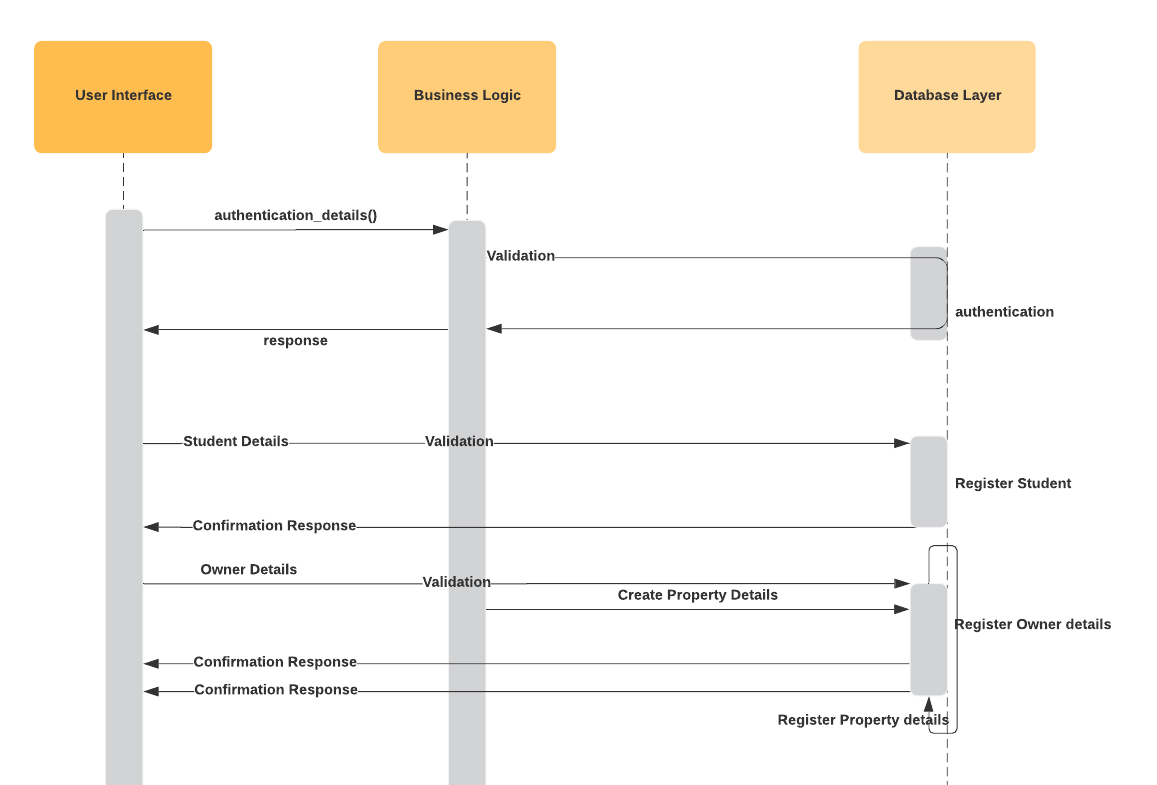 User Interface
Business Logic
Database Layer
authentication_details()
Validation
authentication
response
Student Details
Validation
Register Student
Confirmation Response
Owner Details
Validation
Create Property Details
Register Owner details
Confirmation Response
Confirmation Response
Register Property details